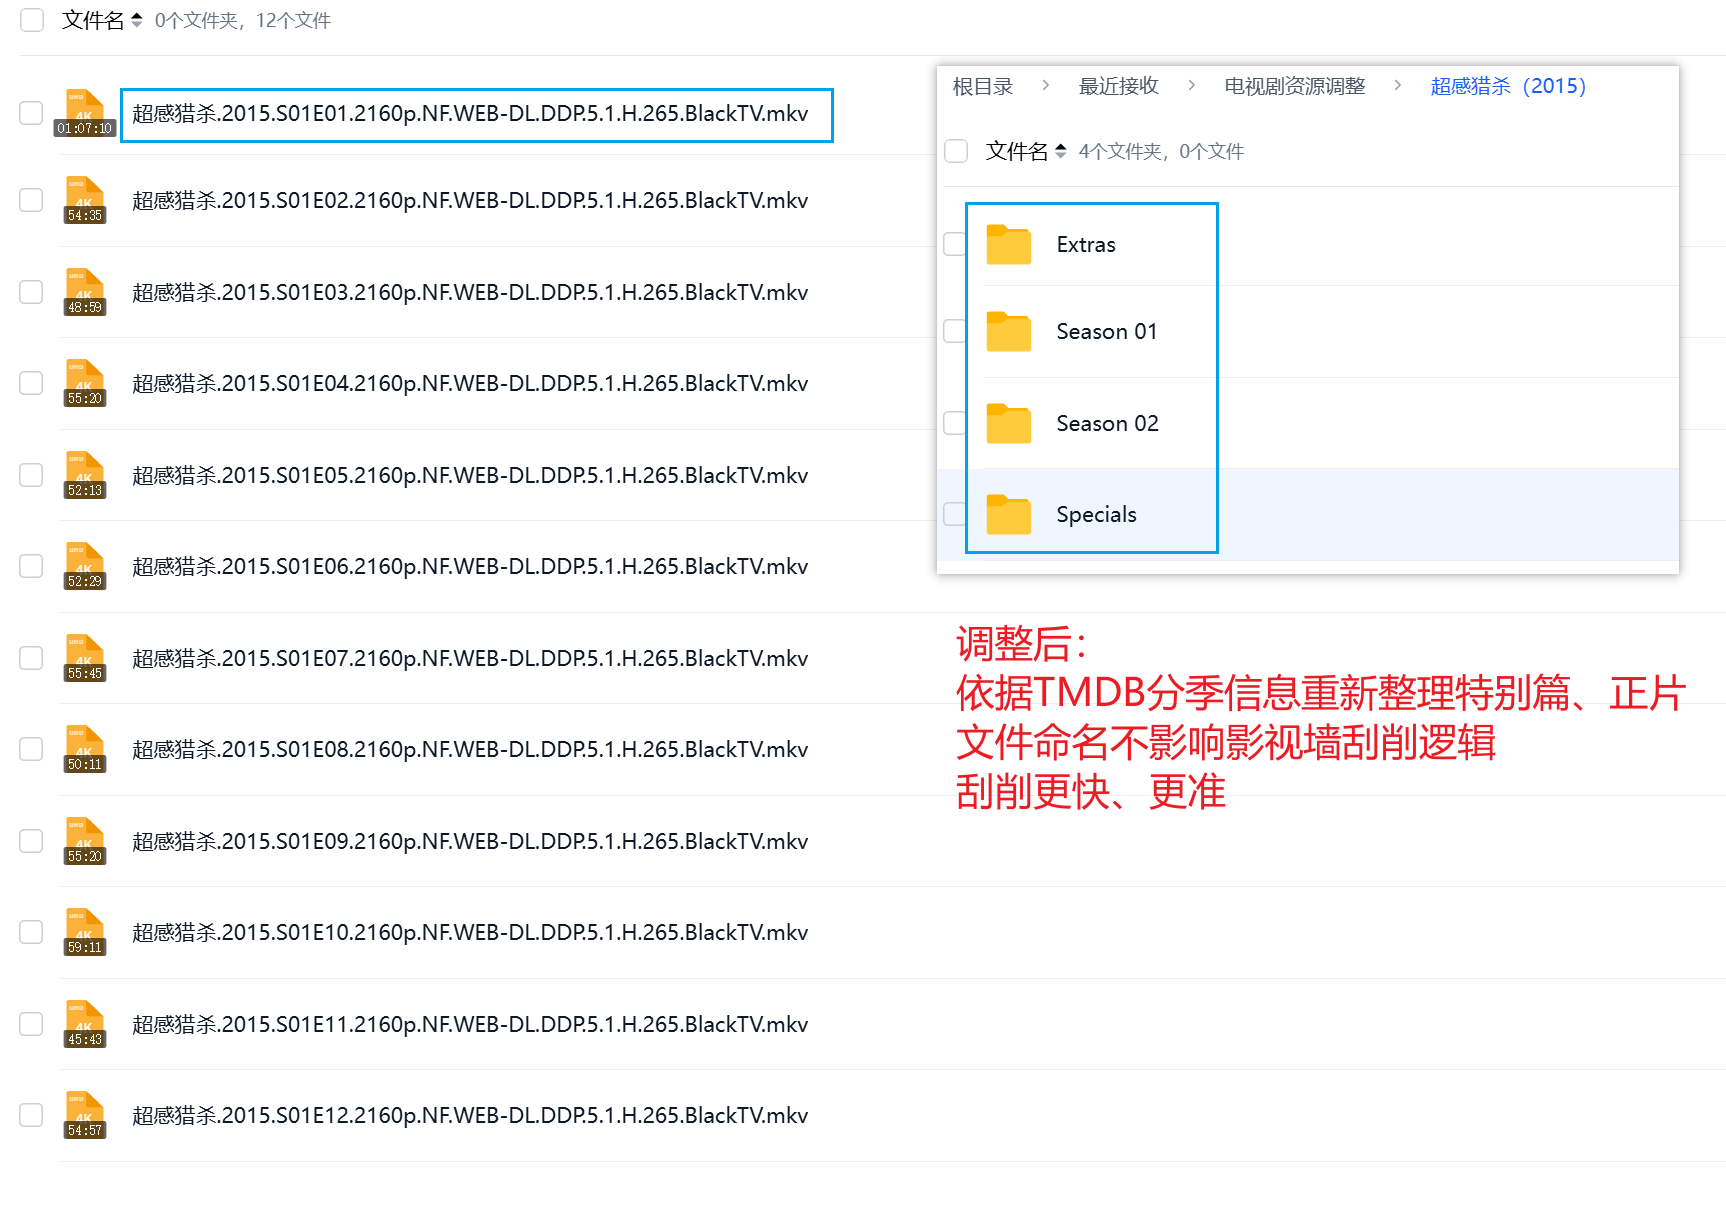 文件名 0个文件夹，12个文件
4K
01:07:10
超感猎杀.2015.S01E01.2160p.NF.WEB-DL.DDP.5.1.H.265.BlackTV.mkv
4K
54:35
超感猎杀.2015.S01E02.2160p.NF.WEB-DL.DDP.5.1.H.265.BlackTV.mkv
4K
48:59
超感猎杀.2015.S01E03.2160p.NF.WEB-DL.DDP.5.1.H.265.BlackTV.mkv
4K
55:20
超感猎杀.2015.S01E04.2160p.NF.WEB-DL.DDP.5.1.H.265.BlackTV.mkv
4K
52:13
超感猎杀.2015.S01E05.2160p.NF.WEB-DL.DDP.5.1.H.265.BlackTV.mkv
4K
52:29
超感猎杀.2015.S01E06.2160p.NF.WEB-DL.DDP.5.1.H.265.BlackTV.mkv
4K
55:45
超感猎杀.2015.S01E07.2160p.NF.WEB-DL.DDP.5.1.H.265.BlackTV.mkv
4K
50:11
超感猎杀.2015.S01E08.2160p.NF.WEB-DL.DDP.5.1.H.265.BlackTV.mkv
4K
55:20
超感猎杀.2015.S01E09.2160p.NF.WEB-DL.DDP.5.1.H.265.BlackTV.mkv
4K
59:11
超感猎杀.2015.S01E10.2160p.NF.WEB-DL.DDP.5.1.H.265.BlackTV.mkv
4K
45:43
超感猎杀.2015.S01E11.2160p.NF.WEB-DL.DDP.5.1.H.265.BlackTV.mkv
4K
54:57
超感猎杀.2015.S01E12.2160p.NF.WEB-DL.DDP.5.1.H.265.BlackTV.mkv
根目录 > 最近接收 > 电视剧资源调整 > 超感猎杀（2015）
文件名 4个文件夹，0个文件
Extras
Season 01
Season 02
Specials
调整后：
依据TMDB分季信息重新整理特别篇、正片
文件命名不影响影视墙刮削逻辑
刮削更快、更准